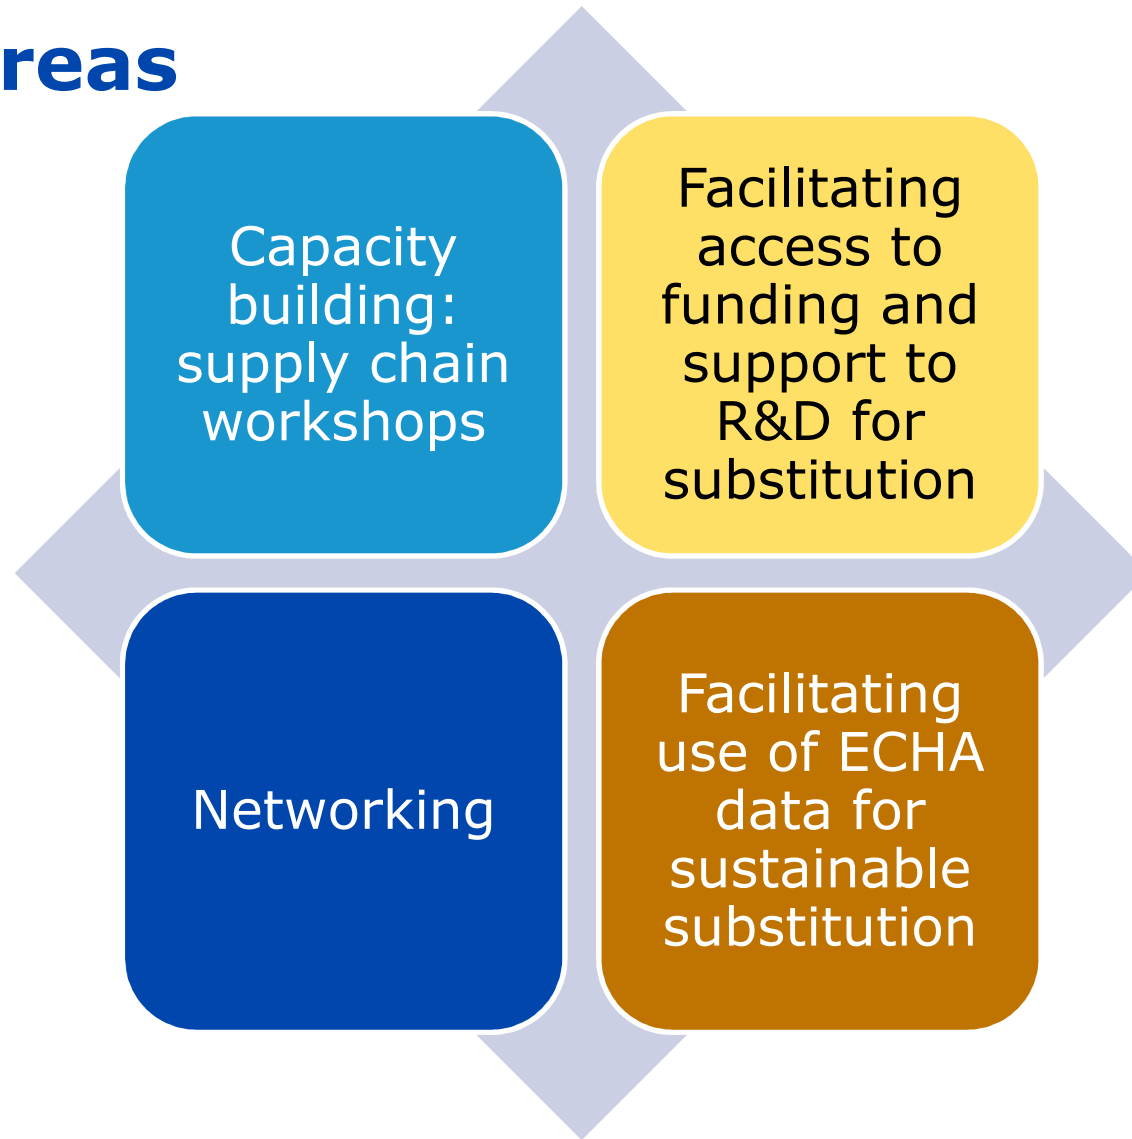 reas
Capacity
building:
supply chain
workshops
Facilitating
access to
funding and
support to
R&D for
substitution
Networking
Facilitating
use of ECHA
data for
sustainable
substitution